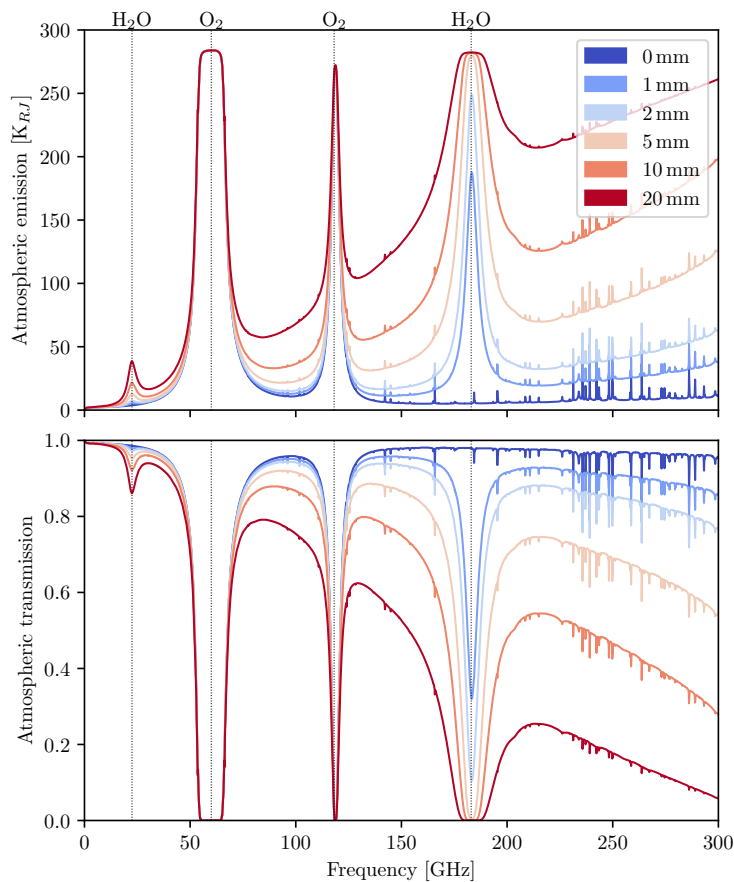 H₂O O₂ O₂ H₂O
300
250
200
150
100
50
0
Atmospheric emission [K_RJ]
0 mm
1 mm
2 mm
5 mm
10 mm
20 mm
1.0
0.8
0.6
0.4
0.2
0.0
Atmospheric transmission
0 50 100 150 200 250 300
Frequency [GHz]